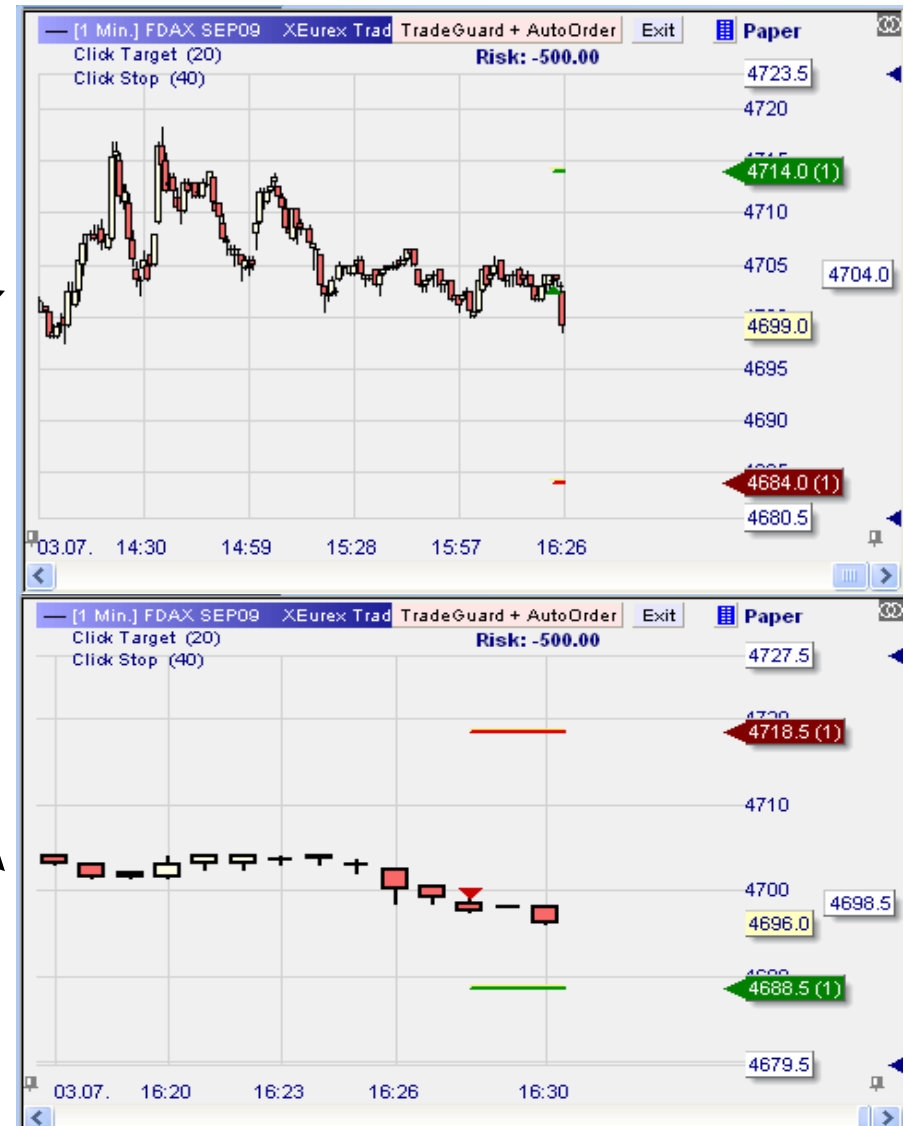 [1 Min.] FDAX SEP09 XEurex Trad TradeGuard + AutoOrder Exit Paper
Click Target (20) Risk: -500.00
Click Stop (40)
4723.5
4720
4714.0 (1)
4710
4705 4704.0
4699.0
4695
4690
4684.0 (1)
4680.5
03.07. 14:30 14:59 15:28 15:57 16:26
[1 Min.] FDAX SEP09 XEurex Trad TradeGuard + AutoOrder Exit Paper
Click Target (20) Risk: -500.00
Click Stop (40)
4727.5
4718.5 (1)
4710
4700
4698.5
4696.0
4688.5 (1)
4679.5
03.07. 16:20 16:23 16:26 16:30